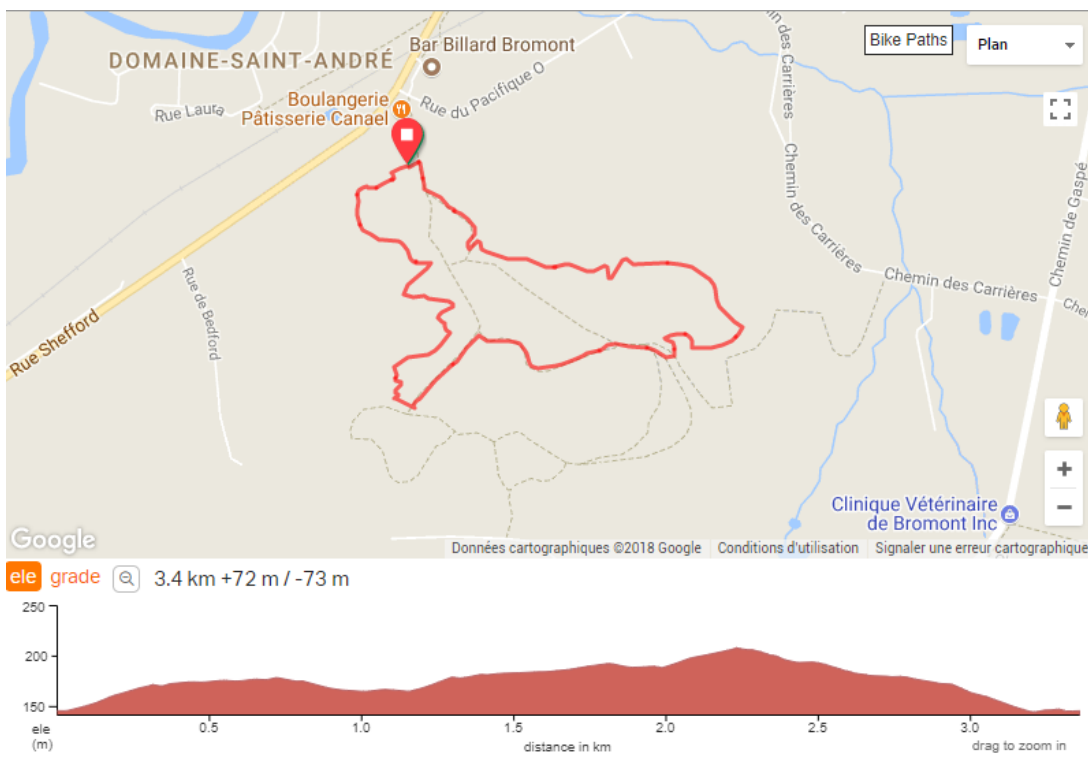 DOMAINE-SAINT-ANDRÉ
Bar Billard Bromont
Bike Paths
Plan
Rue Laura
Boulangerie
Pâtisserie Canael
Rue du Pacifique O
Chemin des Carrières
Chemin des Carrières
Chemin de Gaspé
Chemin des Carrières
Rue de Bedford
Rue Shefford
Clinique Vétérinaire
de Bromont Inc
Google
Données cartographiques ©2018 Google
Conditions d'utilisation
Signaler une erreur cartographique
ele grade 3.4 km +72 m / -73 m
250
200
150
ele
(m)
0.5 1.0 1.5 2.0 2.5 3.0
distance in km
drag to zoom in